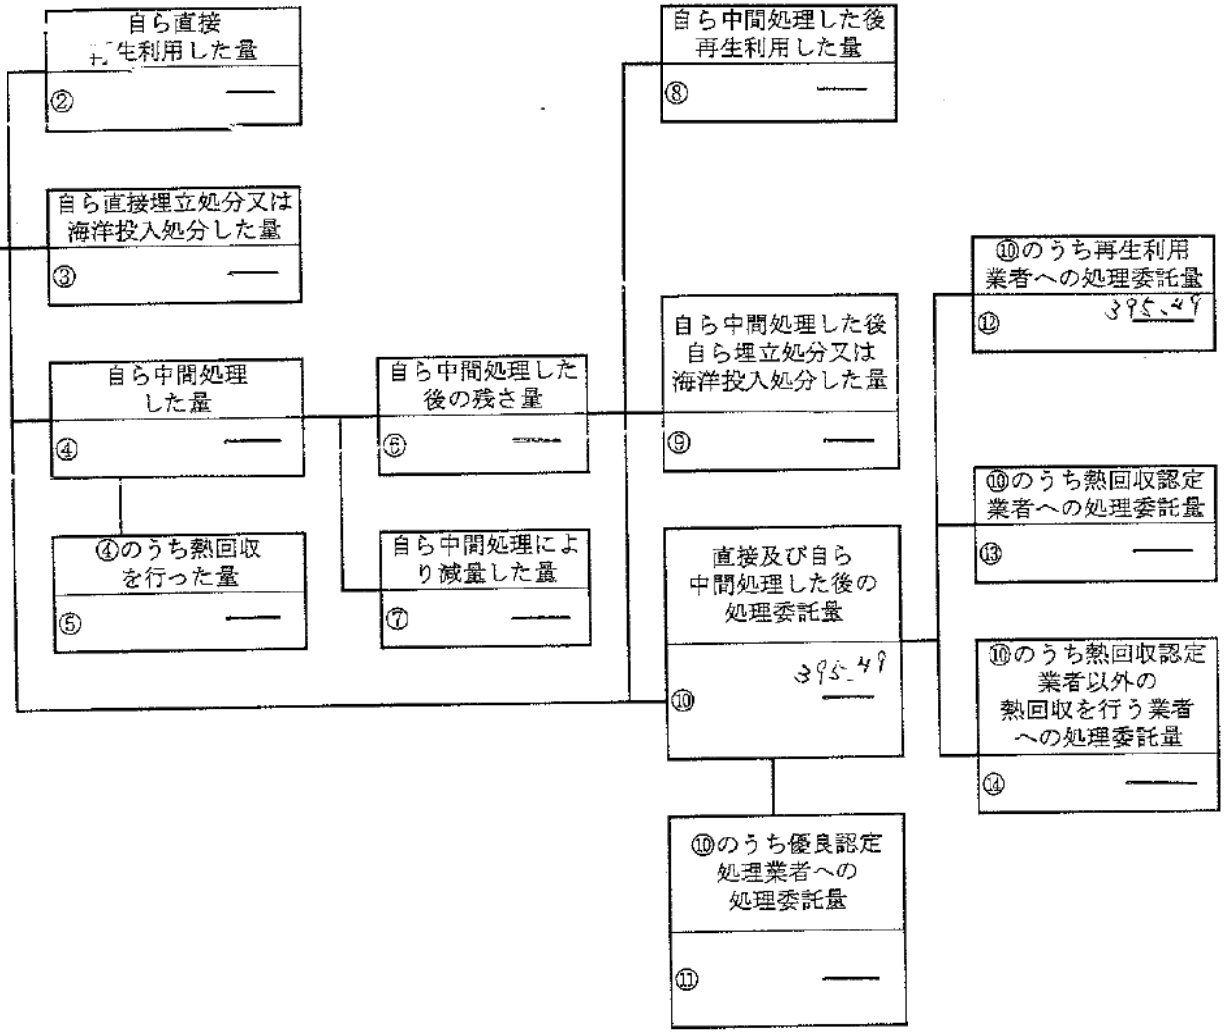 自ら直接
再生利用した量
②
―
自ら直接埋立処分又は
海洋投入処分した量
③
―
自ら中間処理
した量
④
―
④のうち熱回収
を行った量
⑤
―
自ら中間処理した
後の残さ量
⑥
―
自ら中間処理によ
り減量した量
⑦
―
自ら中間処理した後
再生利用した量
⑧
―
自ら中間処理した後
自ら埋立処分又は
海洋投入処分した量
⑨
―
直接及び自ら
中間処理した後の
処理委託量
395.49
⑩
⑩のうち優良認定
処理業者への
処理委託量
⑪
―
⑩のうち再生利用
業者への処理委託量
395.49
⑫
⑩のうち熱回収認定
業者への処理委託量
⑬
―
⑩のうち熱回収認定
業者以外の
熱回収を行う業者
への処理委託量
⑭
―